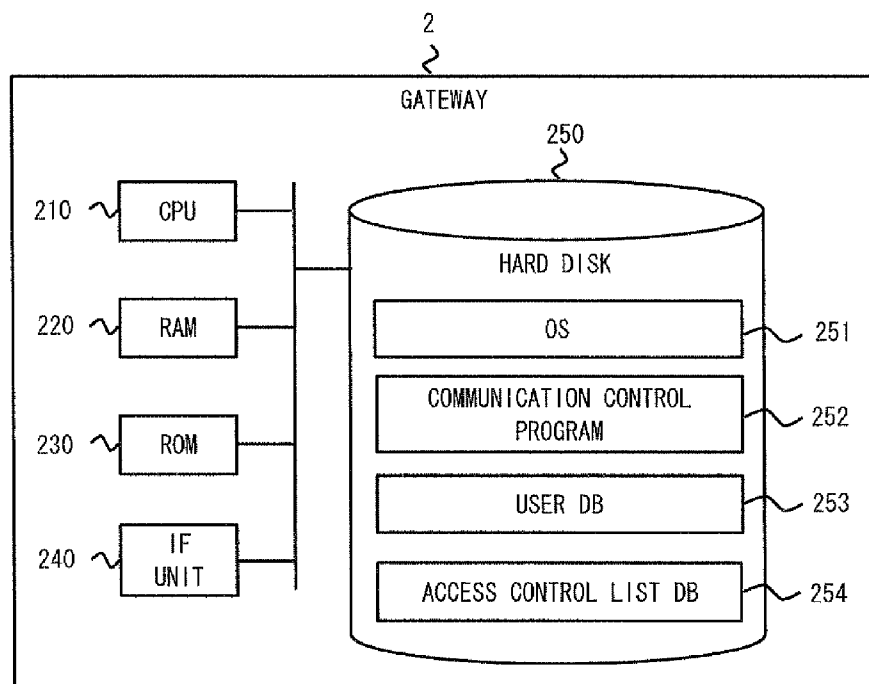 2
GATEWAY
250
210
CPU
HARD DISK
220
RAM
OS
251
COMMUNICATION CONTROL
PROGRAM
252
230
ROM
USER DB
253
240
IF
UNIT
ACCESS CONTROL LIST DB
254